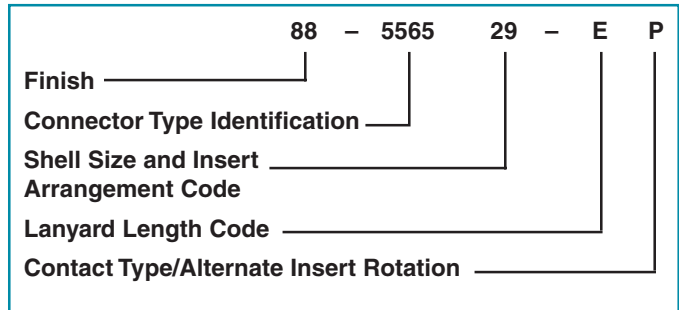 88 – 5565 29 – E P
Finish
Connector Type Identification
Shell Size and Insert
Arrangement Code
Lanyard Length Code
Contact Type/Alternate Insert Rotation